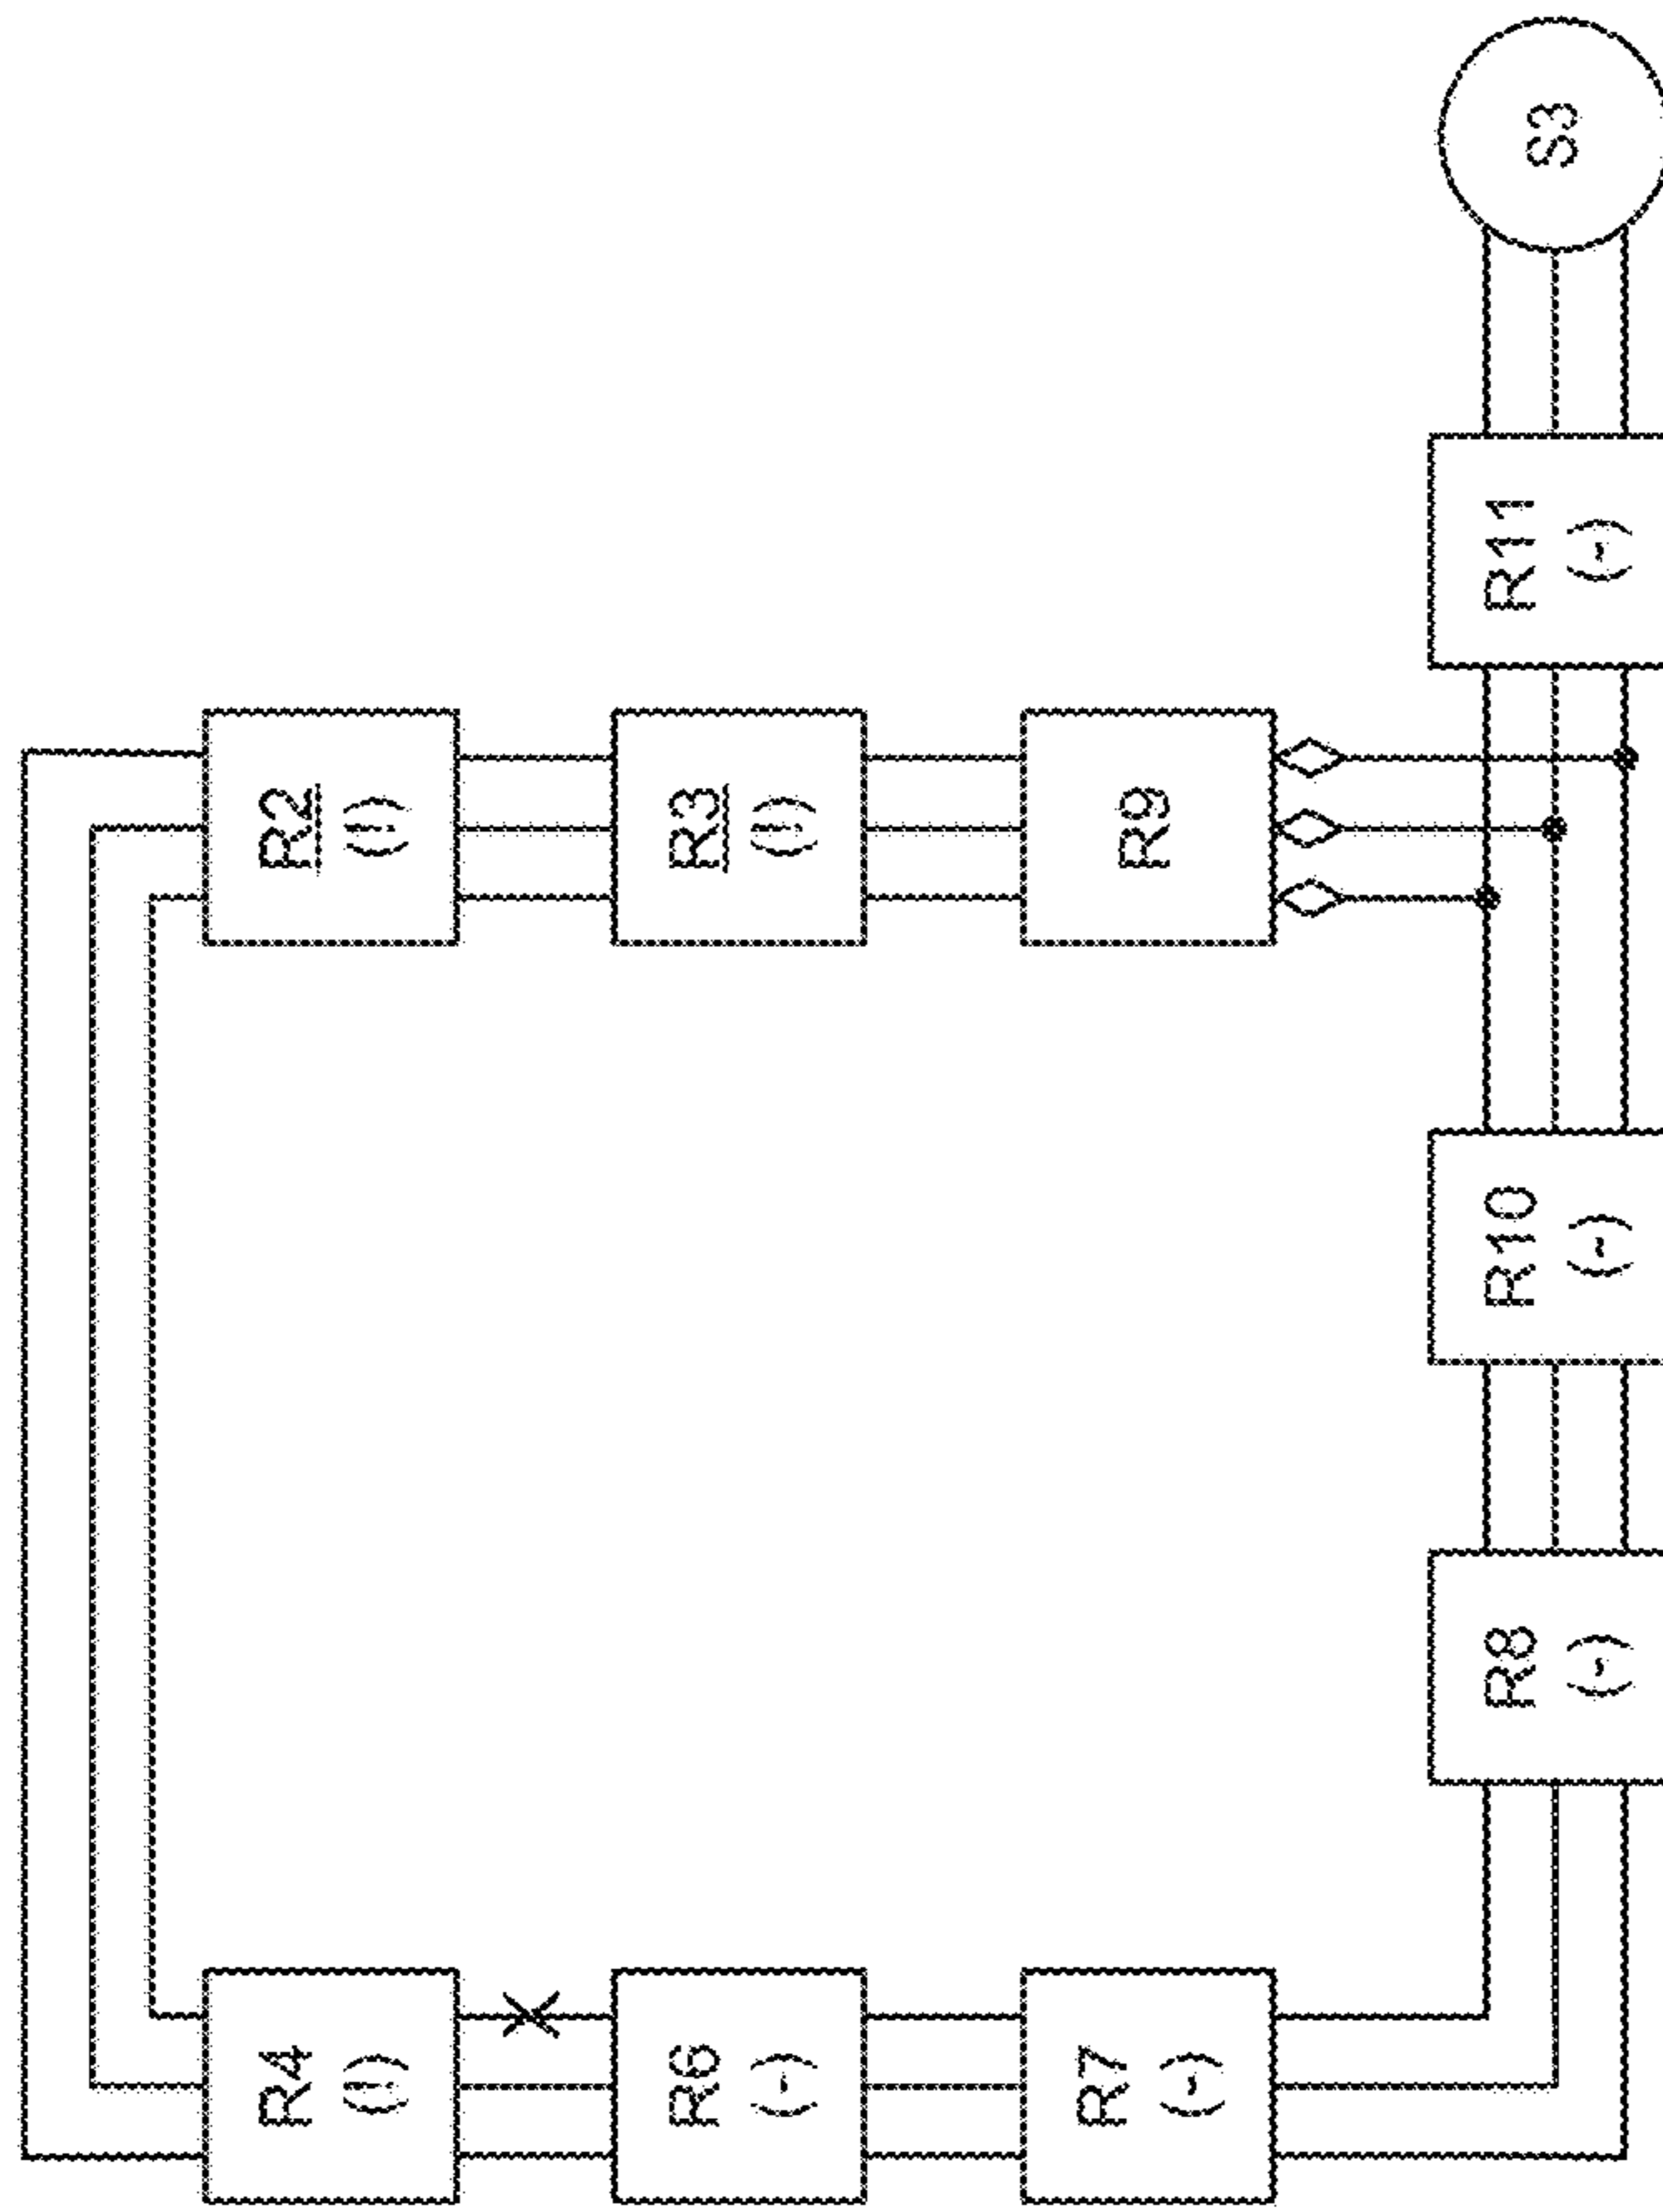 R4
(!)
R2
(!)
R6
(-)
R3
(!)
R7
(-)
R9
R8
(-)
R10
(-)
R11
(-)
S3